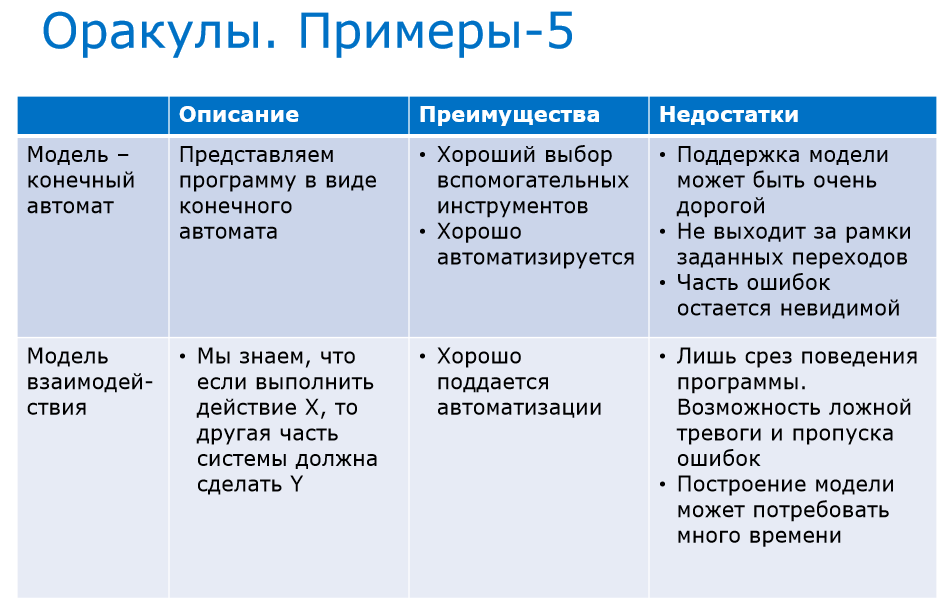 Оракулы. Примеры-5
Описание
Преимущества
Недостатки
Модель –
конечный
автомат
Представляем
программу в виде
конечного
автомата
• Хороший выбор
вспомогательных
инструментов
• Хорошо
автоматизируется
• Поддержка модели
может быть очень
дорогой
• Не выходит за рамки
заданных переходов
• Часть ошибок
остается невидимой
Модель
взаимодей-
ствия
• Мы знаем, что
если выполнить
действие X, то
другая часть
системы должна
сделать Y
• Хорошо
поддается
автоматизации
• Лишь срез поведения
программы.
Возможность ложной
тревоги и пропуска
ошибок
• Построение модели
может потребовать
много времени